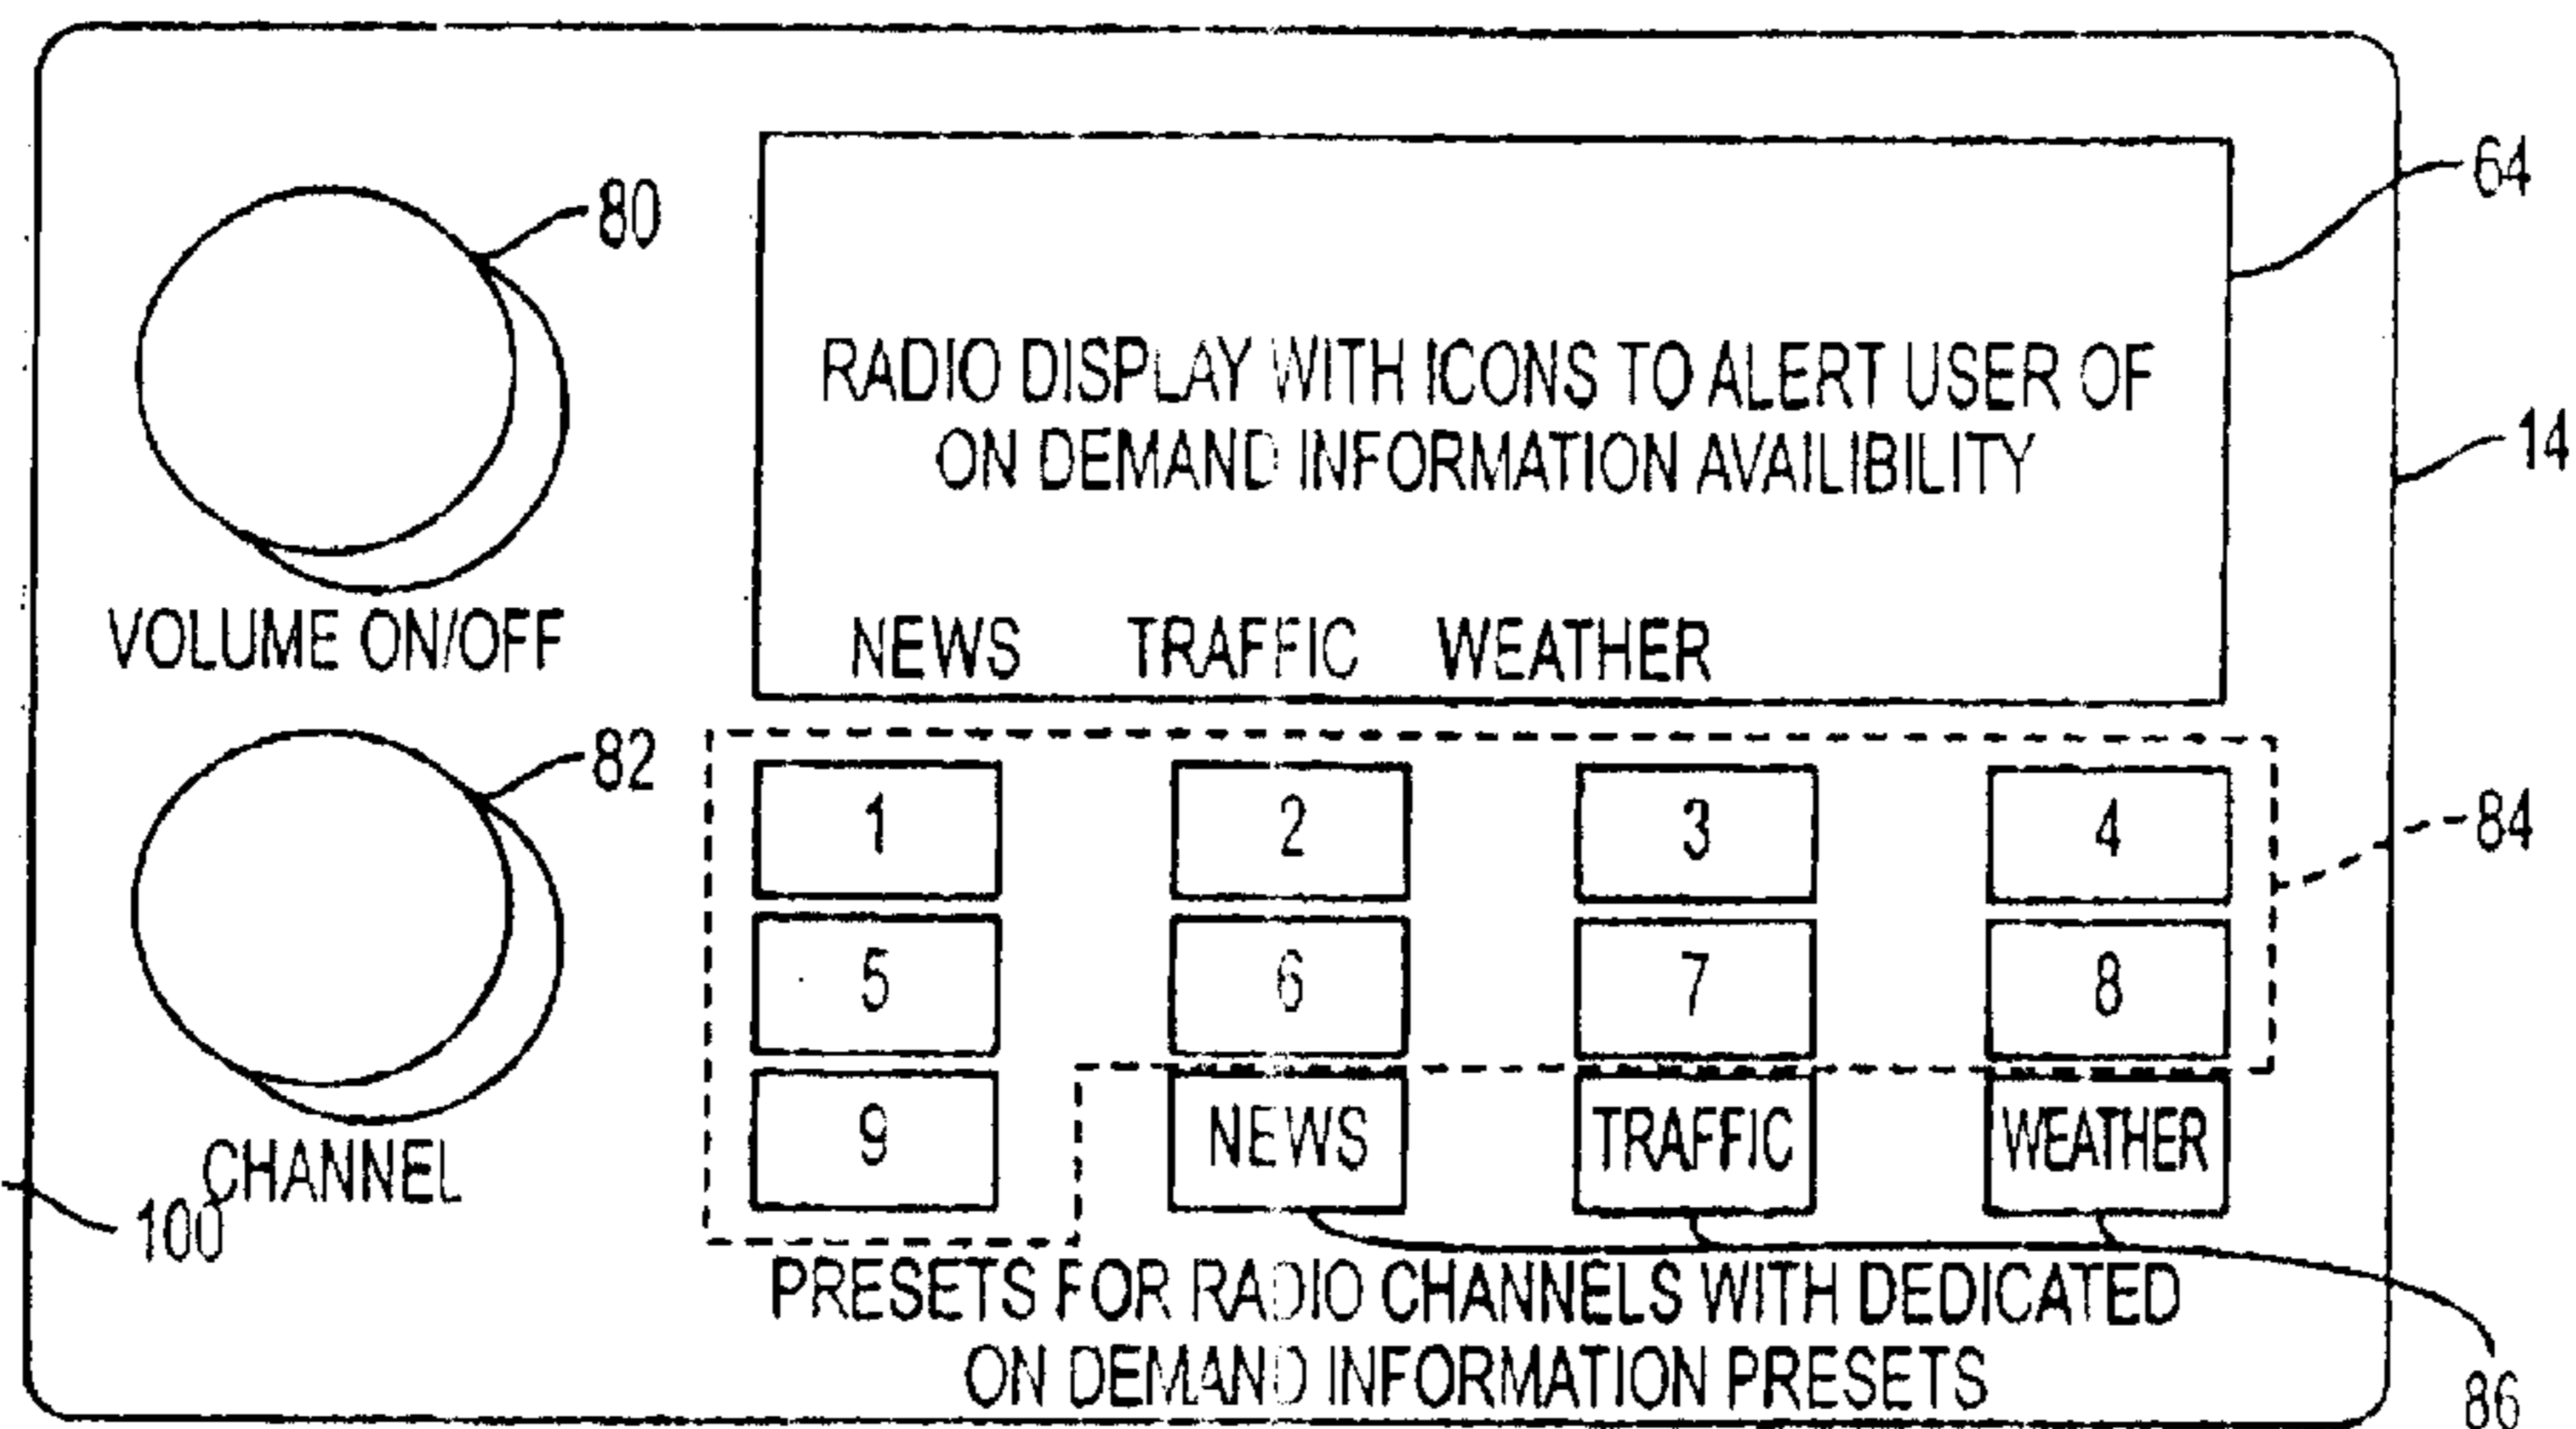 80
64
RADIO DISPLAY WITH ICONS TO ALERT USER OF
ON DEMAND INFORMATION AVAILIBILITY
14
VOLUME ON/OFF
NEWS TRAFFIC WEATHER
82
1 2 3 4
84
5 6 7 8
9 NEWS TRAFFIC WEATHER
CHANNEL
100
PRESETS FOR RADIO CHANNELS WITH DEDICATED
ON DEMAND INFORMATION PRESETS
86